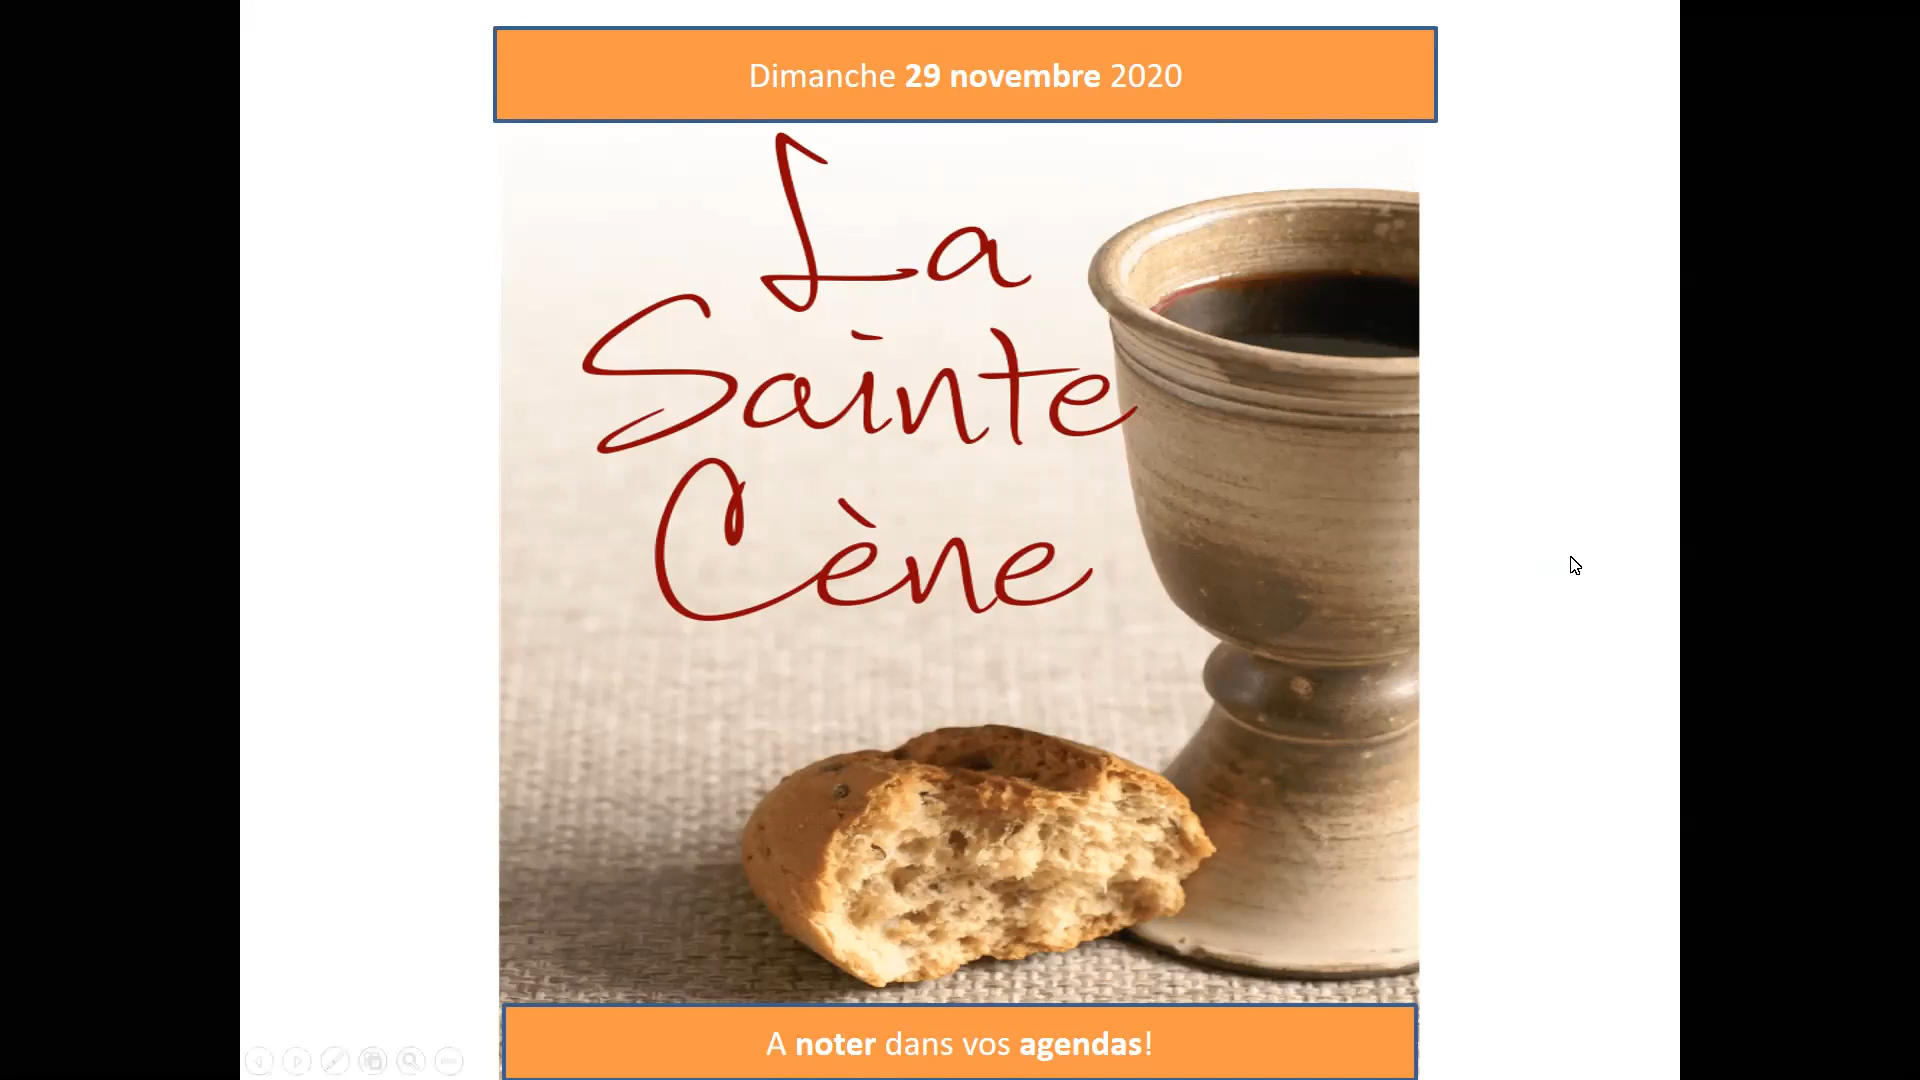 Dimanche 29 novembre 2020
La
Sainte
Cène
A noter dans vos agendas!